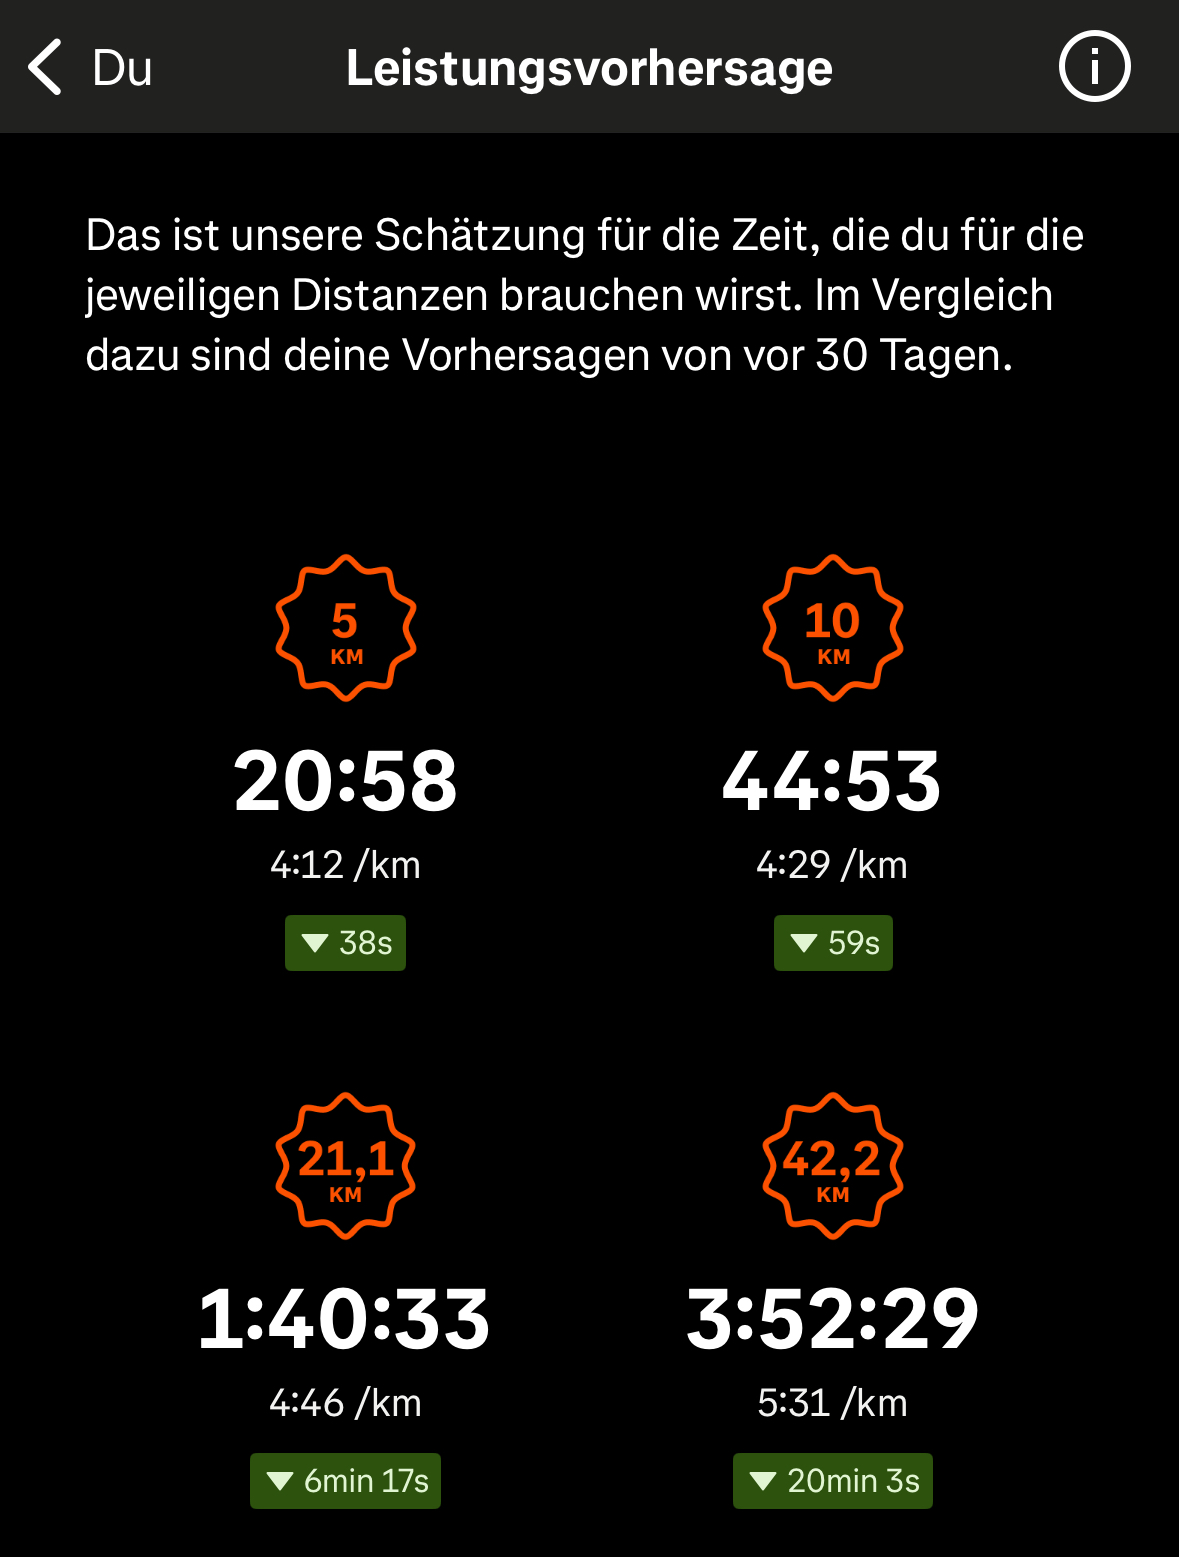 Du
Leistungsvorhersage
i
Das ist unsere Schätzung für die Zeit, die du für die
jeweiligen Distanzen brauchen wirst. Im Vergleich
dazu sind deine Vorhersagen von vor 30 Tagen.
5
KM
20:58
4:12 /km
▼ 38s
10
KM
44:53
4:29 /km
▼ 59s
21,1
KM
1:40:33
4:46 /km
▼ 6min 17s
42,2
KM
3:52:29
5:31 /km
▼ 20min 3s